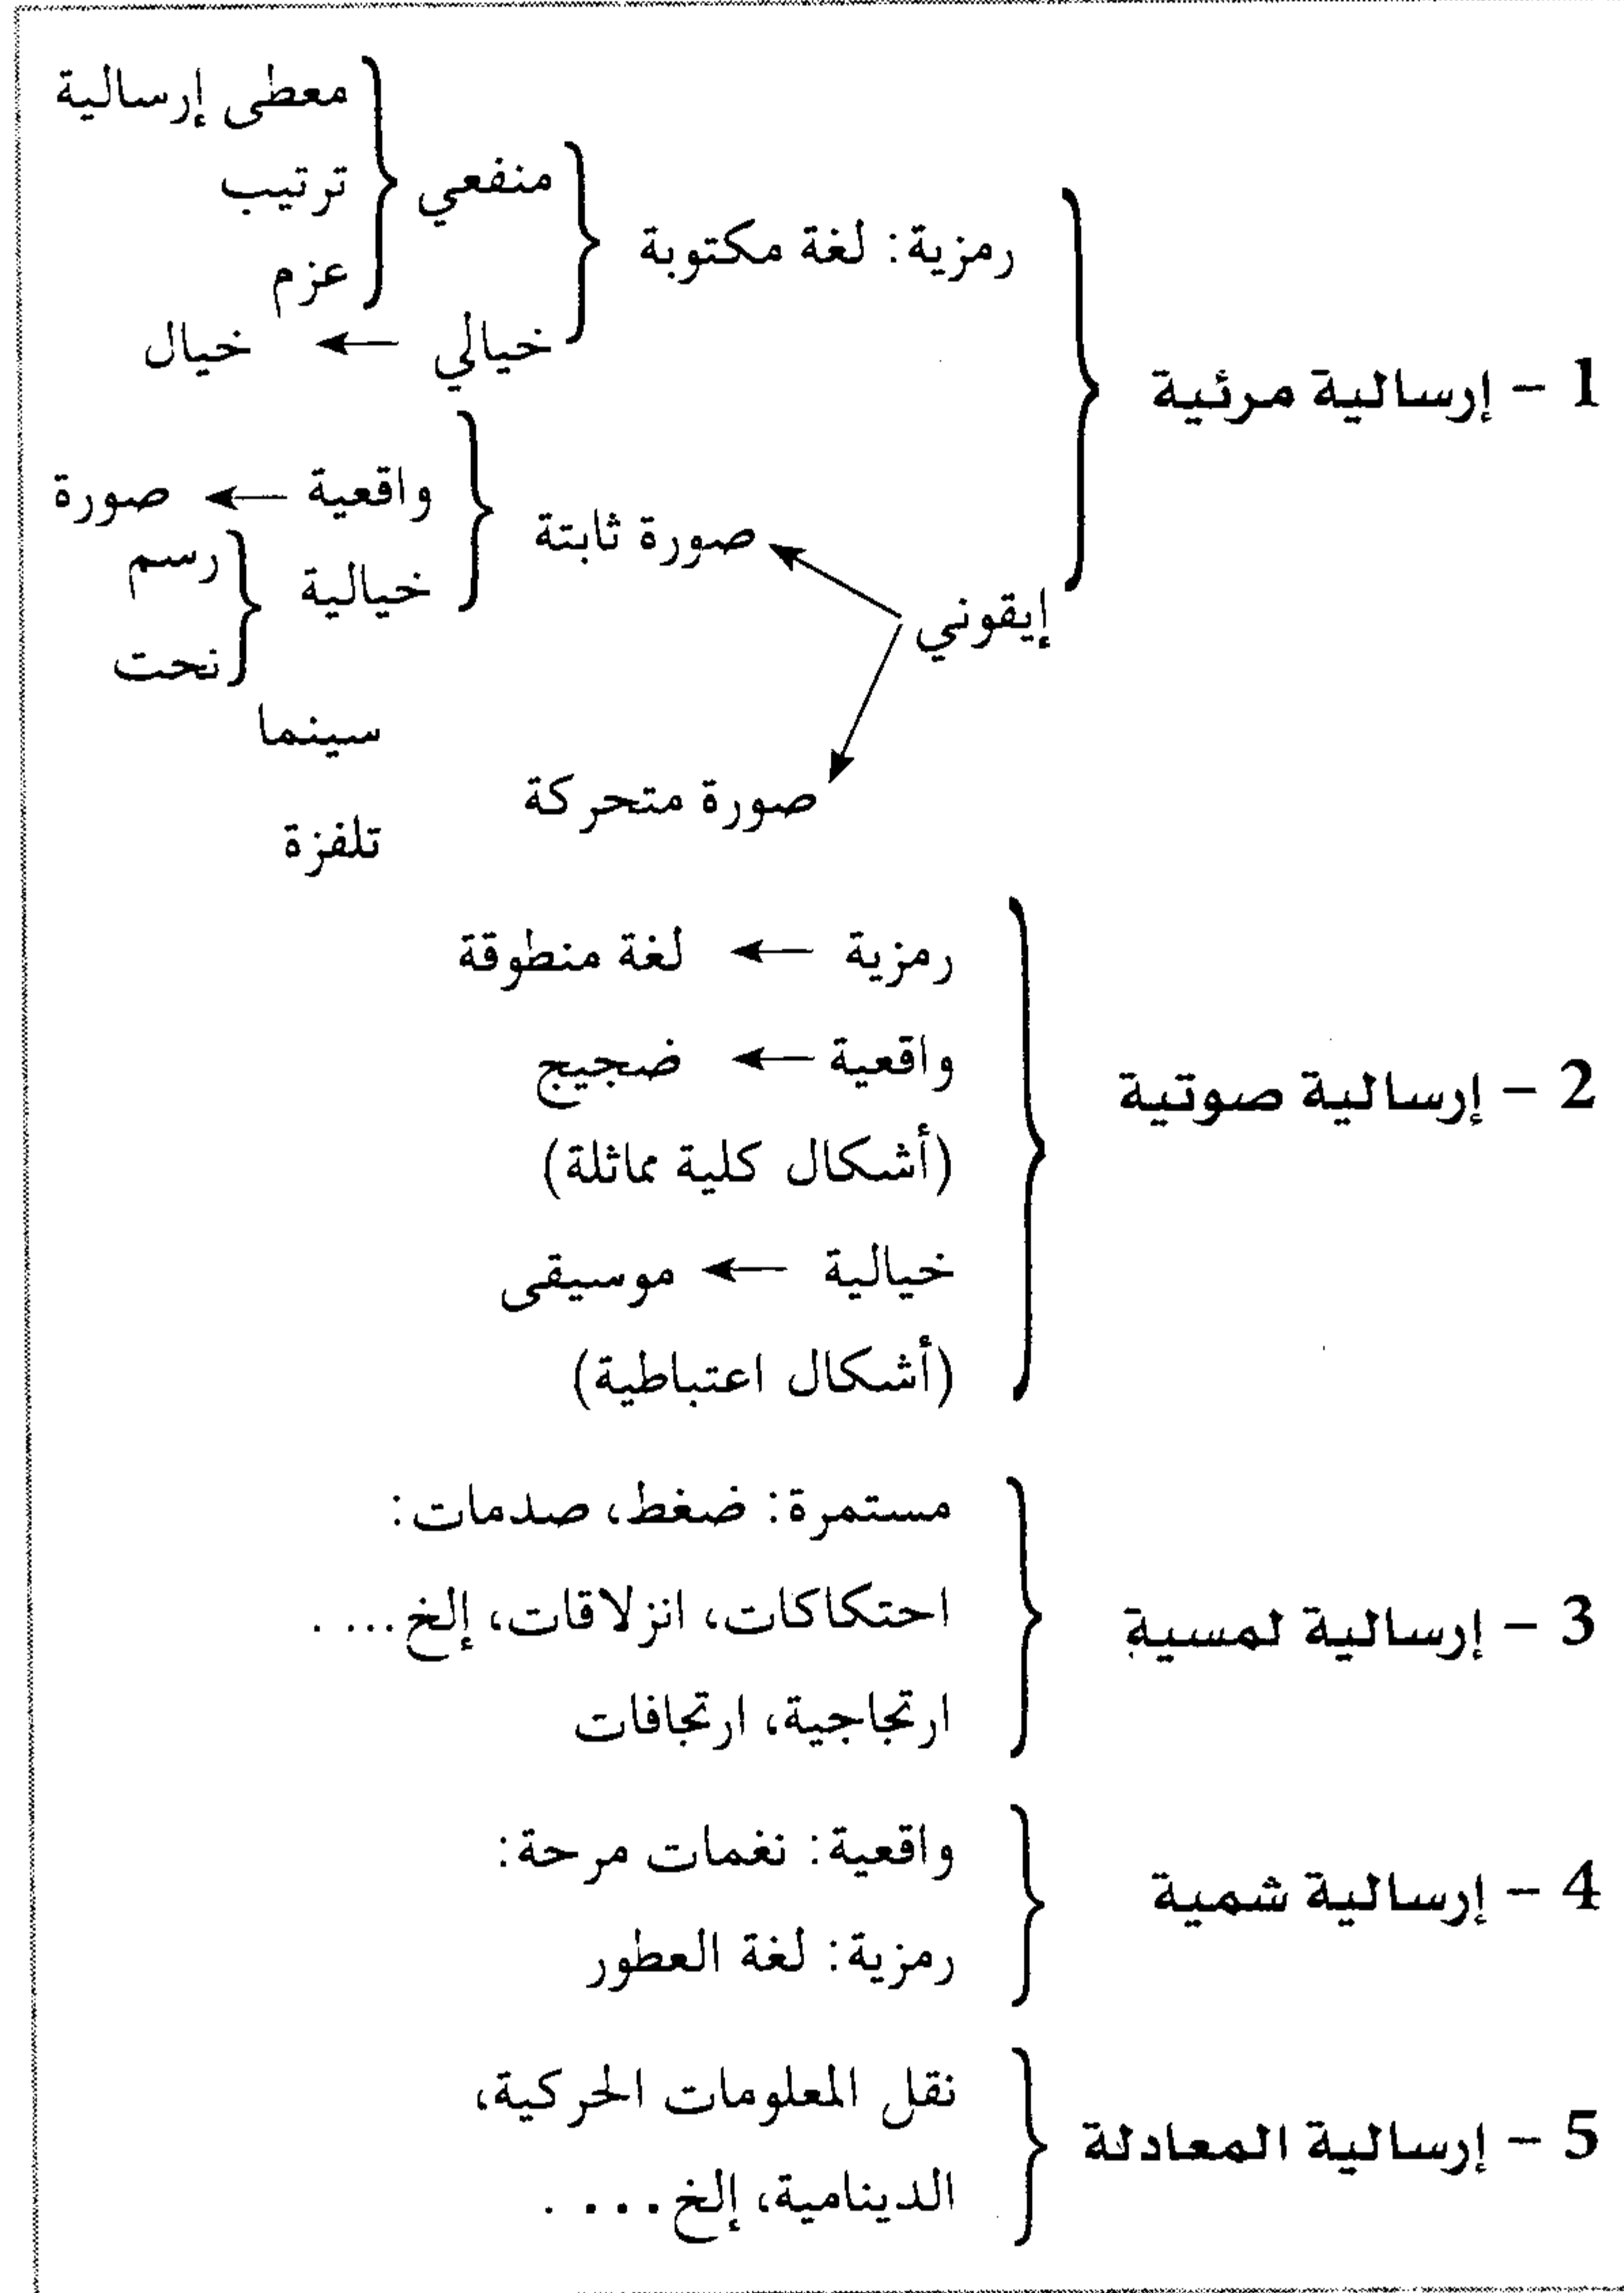 1 - إرسالية مرئية
رمزية: لغة مكتوبة
منفعي
معطى إرسالية
ترتيب
عزم
خيالي ← خيال
إيقوني
صورة ثابتة
واقعية ← صورة
خيالية
رسم
نحت
صورة متحركة
سينما
تلفزة
2 - إرسالية صوتية
رمزية ← لغة منطوقة
واقعية ← ضجيج
(أشكال كلية مماثلة)
خيالية ← موسيقى
(أشكال اعتباطية)
3 - إرسالية لمسية
مستمرة: ضغط، صدمات:
احتكاكات، انزلاقات، إلخ....
ارتجاجية، ارتجافات
4 - إرسالية شمية
واقعية: نغمات مرحة:
رمزية: لغة العطور
5 - إرسالية المعادلة
نقل المعلومات الحركية،
الدينامية، إلخ....